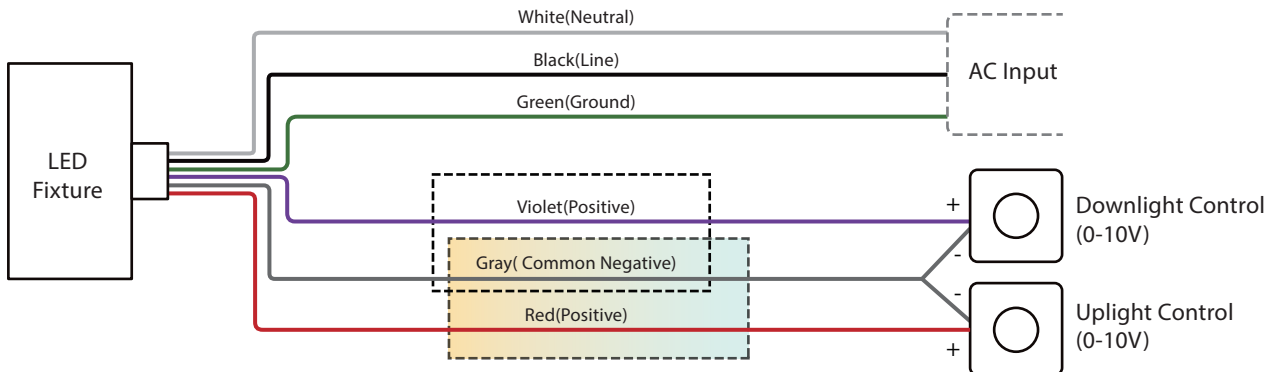 White(Neutral)
Black(Line)
AC Input
Green(Ground)
LED
Fixture
Violet(Positive)
+
Downlight Control
(0-10V)
-
Gray( Common Negative)
-
Red(Positive)
Uplight Control
(0-10V)
+